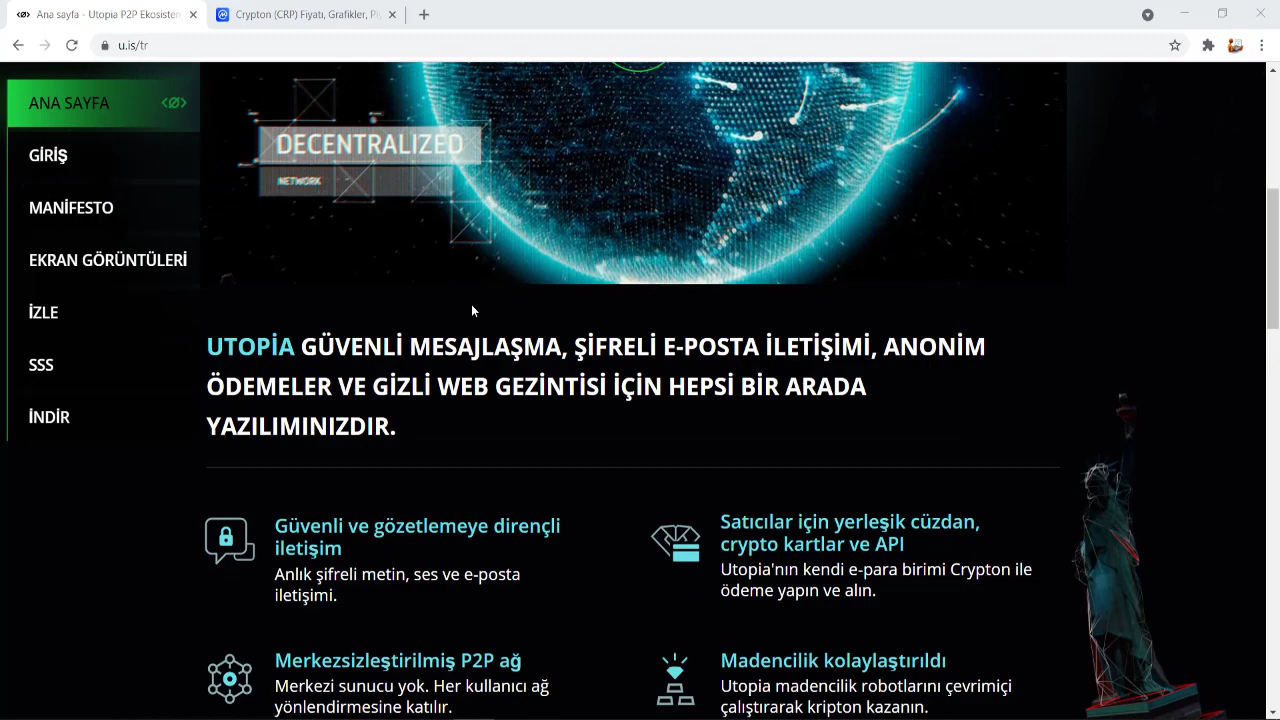 Ana sayfa - Utopia P2P Ekosistem
Crypton (CRP) Fiyatı, Grafikler, Pi
u.is/tr
ANA SAYFA
GİRİŞ
MANİFESTO
EKRAN GÖRÜNTÜLERİ
İZLE
SSS
İNDİR
DECENTRALIZED
NETWORK
UTOPİA GÜVENLİ MESAJLAŞMA, ŞİFRELİ E-POSTA İLETİŞİMİ, ANONİM
ÖDEMELER VE GİZLİ WEB GEZİNTİSİ İÇİN HEPSİ BİR ARADA
YAZILIMINIZDIR.
Güvenli ve gözetlemeye dirençli
iletişim
Anlık şifreli metin, ses ve e-posta
iletişimi.
Satıcılar için yerleşik cüzdan,
crypto kartlar ve API
Utopia'nın kendi e-para birimi Crypton ile
ödeme yapın ve alın.
Merkezsizleştirilmiş P2P ağ
Merkezi sunucu yok. Her kullanıcı ağ
yönlendirmesine katılır.
Madencilik kolaylaştırıldı
Utopia madencilik robotlarını çevrimiçi
çalıştırarak kripton kazanın.